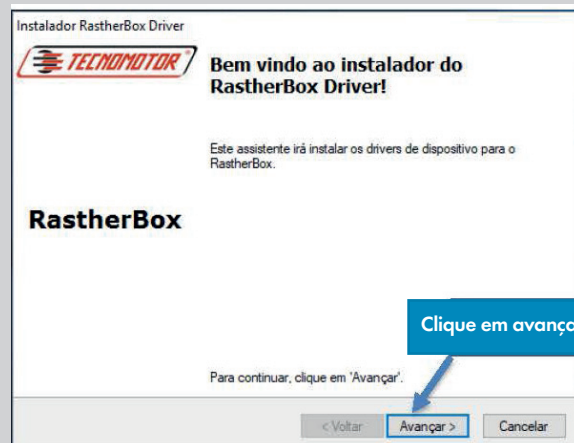 Instalador RastherBox Driver
TECNOMOTOR
Bem vindo ao instalador do
RastherBox Driver!
Este assistente irá instalar os drivers de dispositivo para o
RastherBox.
RastherBox
Clique em avança
Para continuar, clique em 'Avançar'.
< Voltar
Avançar >
Cancelar